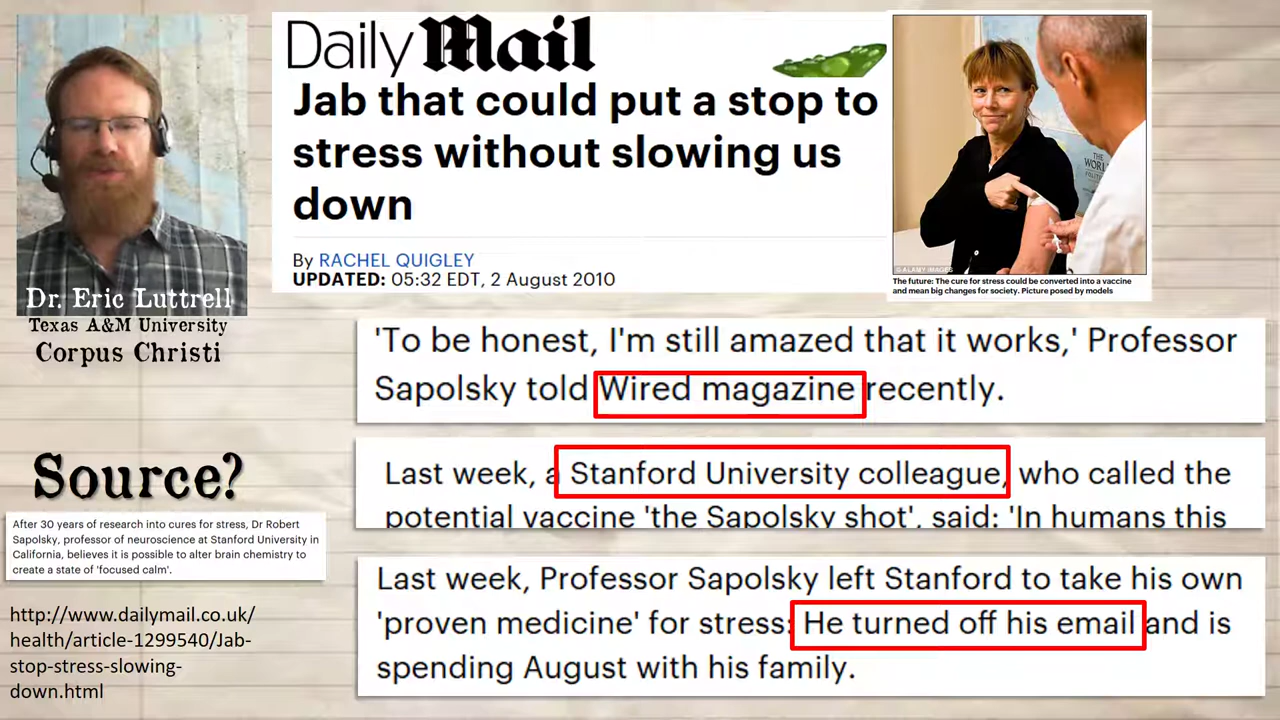 Daily Mail
Jab that could put a stop to
stress without slowing us
down
By RACHEL QUIGLEY
UPDATED: 05:32 EDT, 2 August 2010
THE
WORL
POLITI
© ALAMY IMAGES
The future: The cure for stress could be converted into a vaccine
and mean big changes for society. Picture posed by models
Dr. Eric Luttrell
Texas A&M University
Corpus Christi
'To be honest, I'm still amazed that it works,' Professor
Sapolsky told Wired magazine recently.
Last week, a Stanford University colleague, who called the
potential vaccine 'the Sapolsky shot', said: 'In humans this
Last week, Professor Sapolsky left Stanford to take his own
'proven medicine' for stress: He turned off his email and is
spending August with his family.
Source?
After 30 years of research into cures for stress, Dr Robert
Sapolsky, professor of neuroscience at Stanford University in
California, believes it is possible to alter brain chemistry to
create a state of 'focused calm'.
http://www.dailymail.co.uk/
health/article-1299540/Jab-
stop-stress-slowing-
down.html